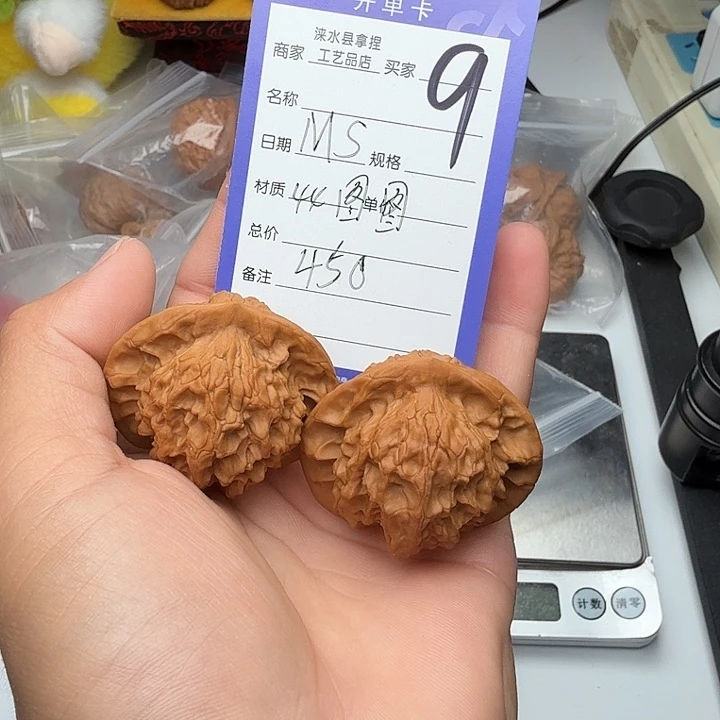 开单卡
涞水县拿捏
商家 工艺品店 买家 9
名称
日期 MS 规格
材质 44 图单价图
总价
备注 450
计数 清零